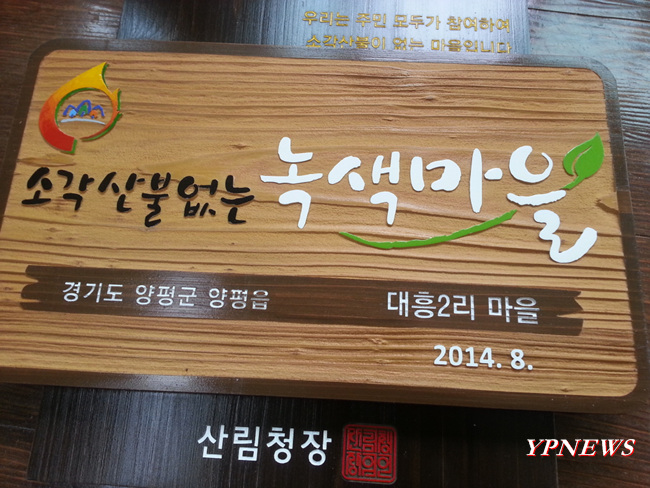 우리는 주민 모두가 참여하여
소각산불이 없는 마을입니다
소각산불없는 녹색마을
경기도 양평군 양평읍 대흥2리 마을
2014. 8.
산림청장
YPNEWS